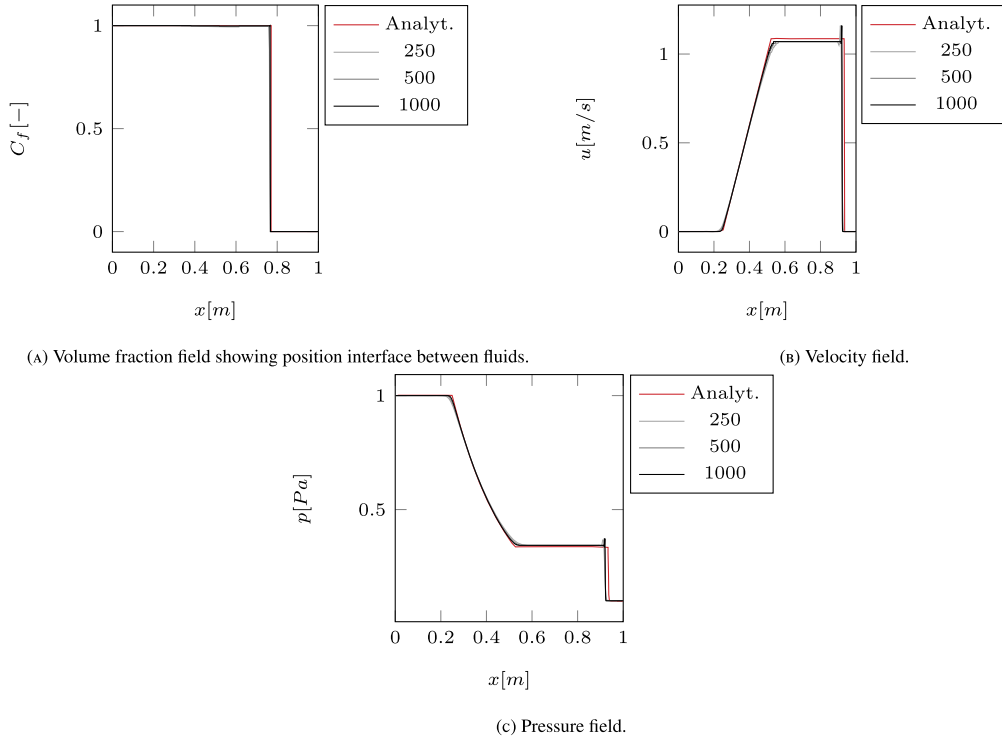 1
0.5
0
C_f[−]
0 0.2 0.4 0.6 0.8 1
x[m]
Analyt.
250
500
1000
(A) Volume fraction field showing position interface between fluids.
1
0.5
0
u[m/s]
0 0.2 0.4 0.6 0.8 1
x[m]
Analyt.
250
500
1000
(B) Velocity field.
1
0.5
p[Pa]
0 0.2 0.4 0.6 0.8 1
x[m]
Analyt.
250
500
1000
(C) Pressure field.